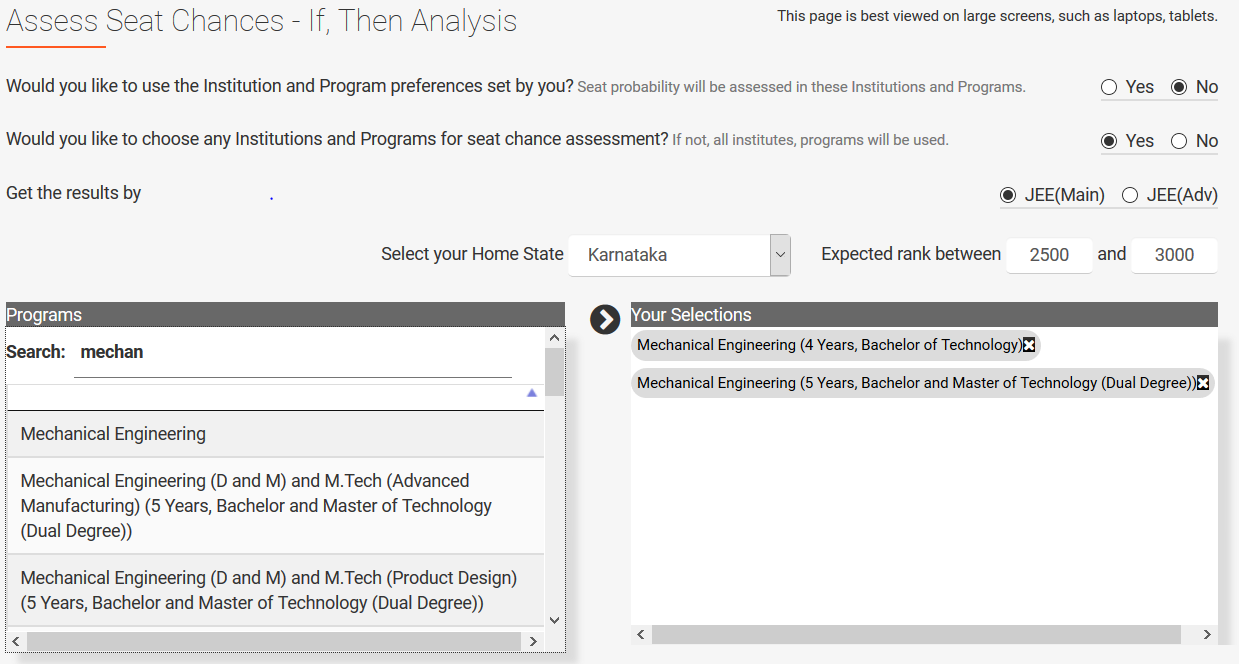 Assess Seat Chances - If, Then Analysis
This page is best viewed on large screens, such as laptops, tablets.
Would you like to use the Institution and Program preferences set by you? Seat probability will be assessed in these Institutions and Programs.
Yes No
Would you like to choose any Institutions and Programs for seat chance assessment? If not, all institutes, programs will be used.
Yes No
Get the results by .
JEE(Main) JEE(Adv)
Select your Home State Karnataka Expected rank between 2500 and 3000
Programs
Search: mechan
Mechanical Engineering
Mechanical Engineering (D and M) and M.Tech (Advanced
Manufacturing) (5 Years, Bachelor and Master of Technology
(Dual Degree))
Mechanical Engineering (D and M) and M.Tech (Product Design)
(5 Years, Bachelor and Master of Technology (Dual Degree))
Your Selections
Mechanical Engineering (4 Years, Bachelor of Technology)
Mechanical Engineering (5 Years, Bachelor and Master of Technology (Dual Degree))